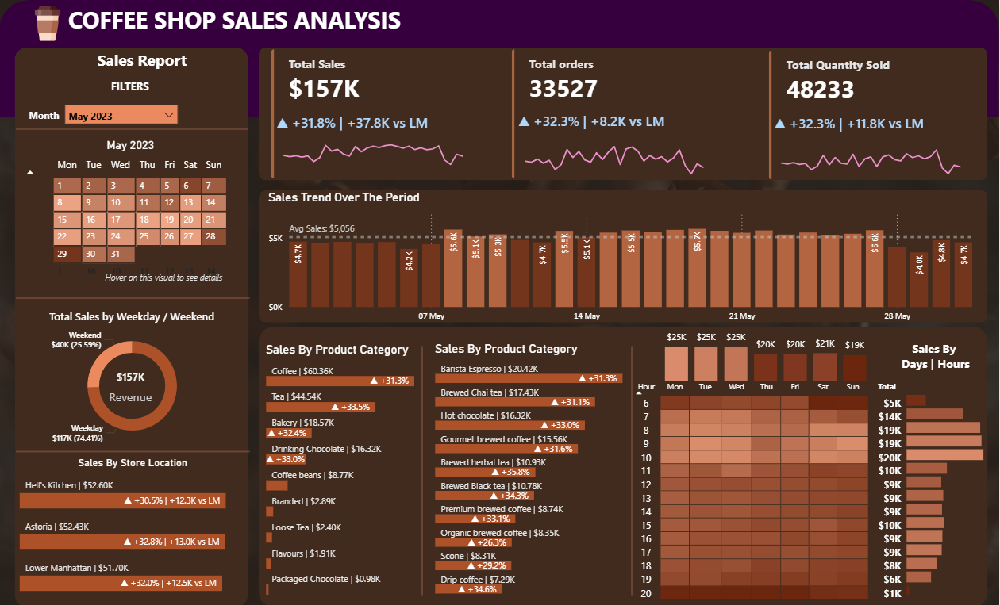 COFFEE SHOP SALES ANALYSIS
Sales Report
FILTERS
Month May 2023
May 2023
Mon Tue Wed Thu Fri Sat Sun
1 2 3 4 5 6 7
8 9 10 11 12 13 14
15 16 17 18 19 20 21
22 23 24 25 26 27 28
29 30 31
Hover on this visual to see details
Total Sales by Weekday / Weekend
Weekend
$40K (25.59%)
$157K
Revenue
Weekday
$117K (74.41%)
Sales By Store Location
Hell's Kitchen | $52.60K
▲ +30.5% | +12.3K vs LM
Astoria | $52.43K
▲ +32.8% | +13.0K vs LM
Lower Manhattan | $51.70K
▲ +32.0% | +12.5K vs LM
Total Sales
$157K
▲ +31.8% | +37.8K vs LM
Total orders
33527
▲ +32.3% | +8.2K vs LM
Total Quantity Sold
48233
▲ +32.3% | +11.8K vs LM
Sales Trend Over The Period
Avg Sales: $5,056
$5K
$0K
$4.7K
$4.2K
$5.6K
$5.1K
$5.3K
$4.7K
$5.5K
$5.1K
$5.5K
$5.7K
$5.6K
$4.0K
$4.8K
$4.7K
07 May
14 May
21 May
28 May
Sales By Product Category
Coffee | $60.36K
▲ +31.3%
Tea | $44.54K
▲ +33.5%
Bakery | $18.57K
▲ +32.4%
Drinking Chocolate | $16.32K
▲ +33.0%
Coffee beans | $8.77K
Branded | $2.89K
Loose Tea | $2.40K
Flavours | $1.91K
Packaged Chocolate | $0.98K
Sales By Product Category
Barista Espresso | $20.42K
▲ +31.3%
Brewed Chai tea | $17.43K
▲ +31.1%
Hot chocolate | $16.32K
▲ +33.0%
Gourmet brewed coffee | $15.56K
▲ +31.6%
Brewed herbal tea | $10.93K
▲ +35.8%
Brewed Black tea | $10.78K
▲ +34.3%
Premium brewed coffee | $8.74K
▲ +33.1%
Organic brewed coffee | $8.35K
▲ +26.3%
Scone | $8.31K
▲ +29.2%
Drip coffee | $7.29K
▲ +34.6%
Sales By
Days | Hours
$25K $25K $25K $20K $20K $21K $19K
Hour Mon Tue Wed Thu Fri Sat Sun Total
6 $5K
7 $14K
8 $19K
9 $19K
10 $20K
11 $10K
12 $9K
13 $9K
14 $9K
15 $10K
16 $9K
17 $9K
18 $8K
19 $6K
20 $1K